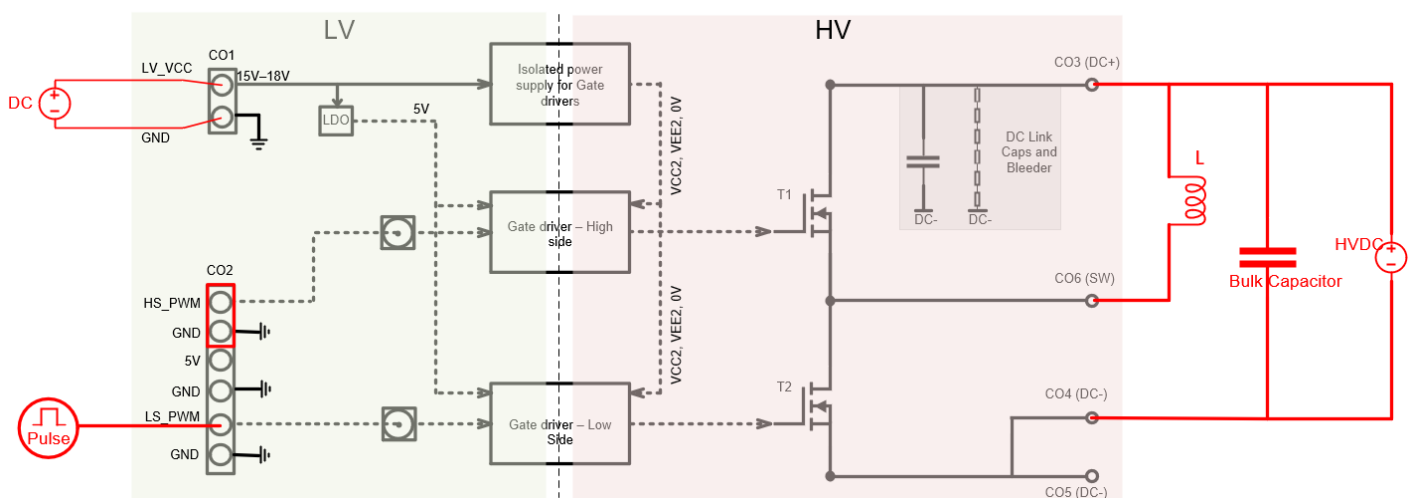 LV
HV
CO1
LV_VCC
15V–18V
DC
GND
LDO
5V
Isolated power
supply for Gate
drivers
VCC2, VEE2, 0V
CO3 (DC+)
DC Link
Caps and
Bleeder
DC-
DC-
L
T1
Gate driver – High
side
HVDC
Bulk Capacitor
CO6 (SW)
CO2
HS_PWM
GND
5V
GND
LS_PWM
GND
Pulse
VCC2, VEE2, 0V
Gate driver – Low
Side
T2
CO4 (DC-)
CO5 (DC-)